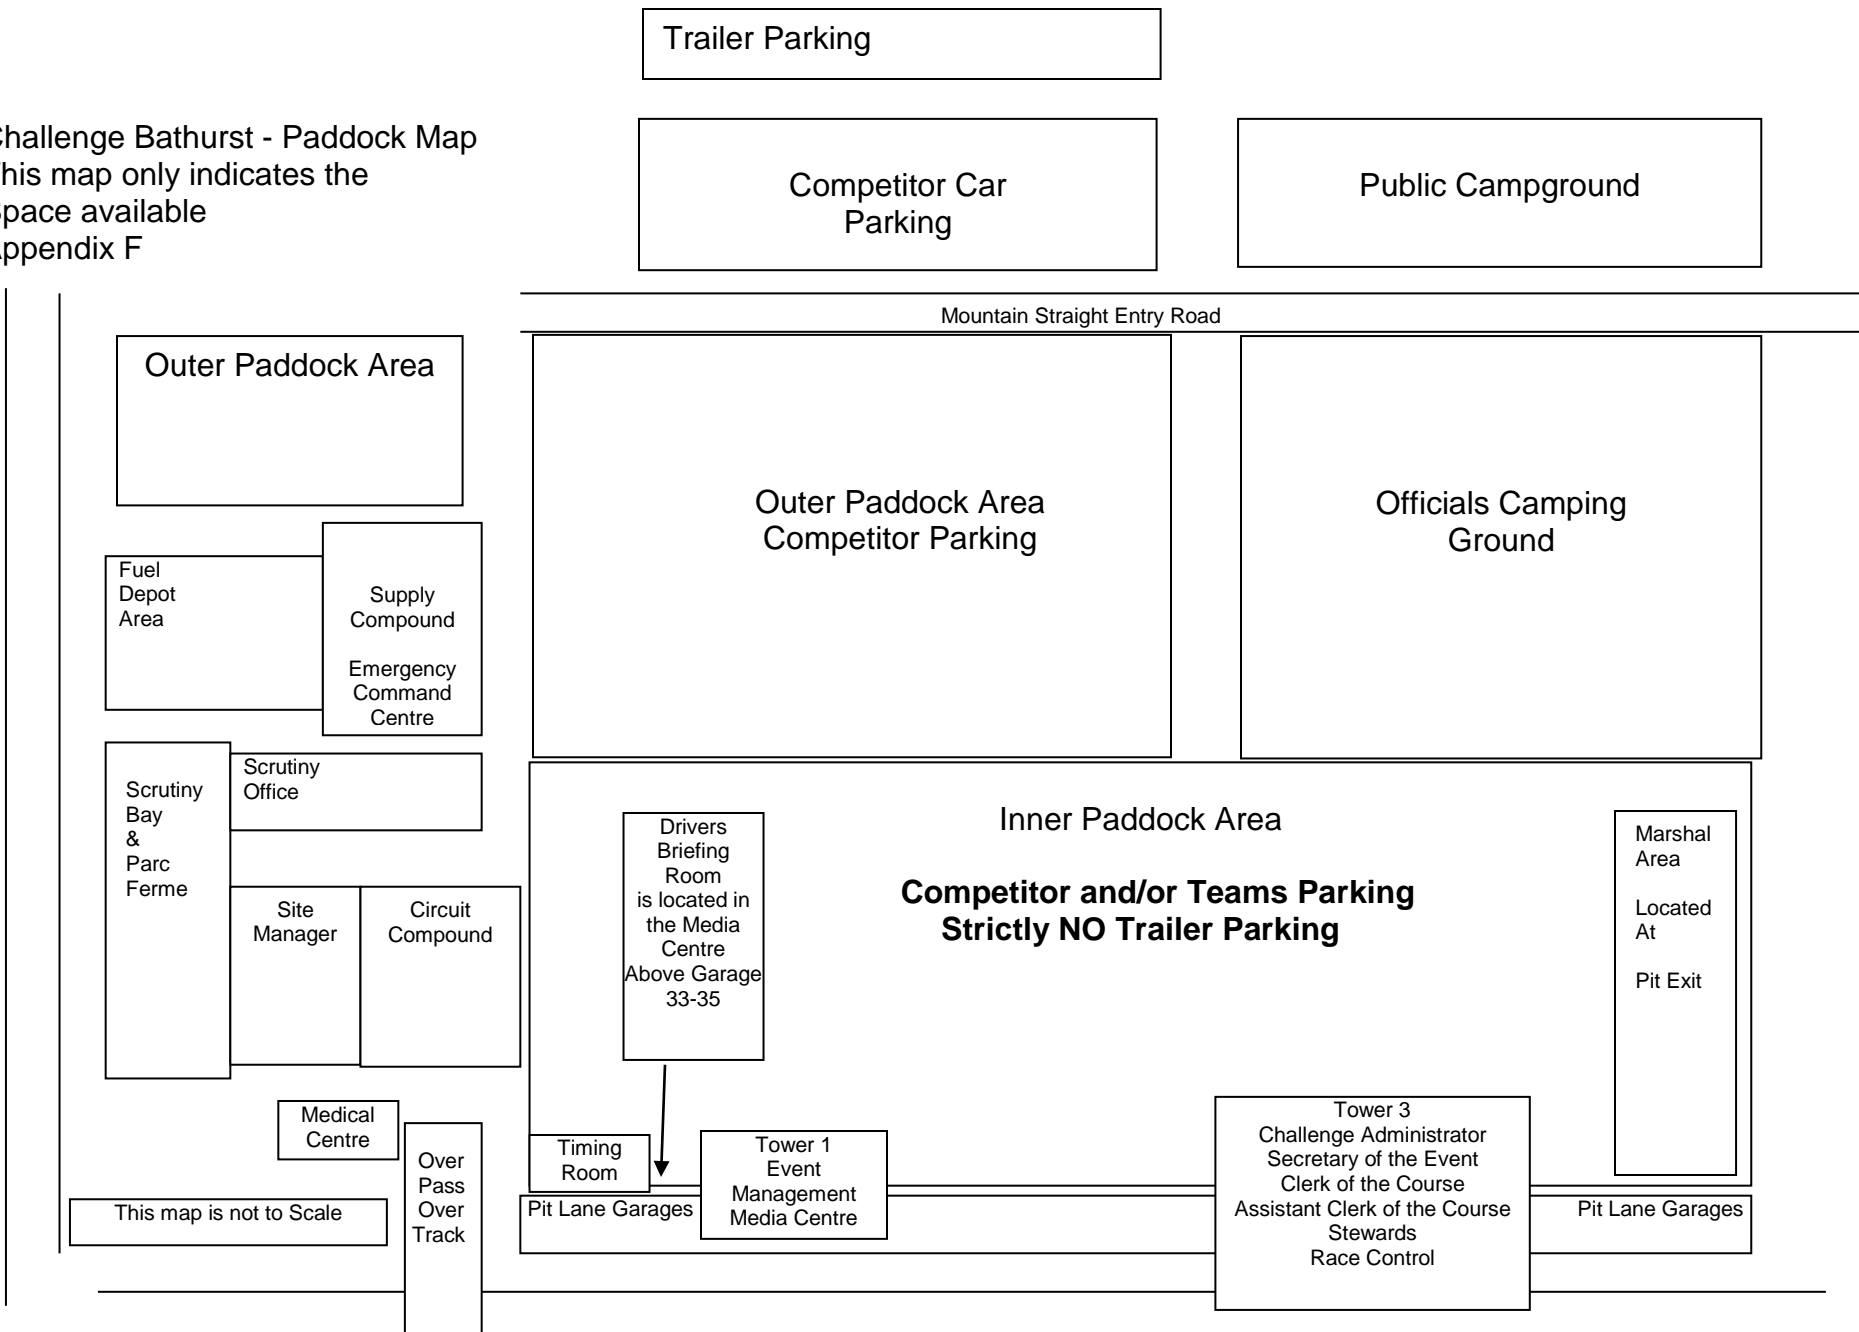 Trailer Parking
Challenge Bathurst - Paddock Map
This map only indicates the
Space available
Appendix F
Competitor Car
Parking
Public Campground
Mountain Straight Entry Road
Outer Paddock Area
Outer Paddock Area
Competitor Parking
Officials Camping
Ground
Fuel
Depot
Area
Supply
Compound
Emergency
Command
Centre
Scrutiny
Bay
&
Parc
Ferme
Scrutiny
Office
Site
Manager
Circuit
Compound
Drivers
Briefing
Room
is located in
the Media
Centre
Above Garage
33-35
Inner Paddock Area
Competitor and/or Teams Parking
Strictly NO Trailer Parking
Marshal
Area
Located
At
Pit Exit
Medical
Centre
Over
Pass
Over
Track
This map is not to Scale
Timing
Room
Pit Lane Garages
Tower 1
Event
Management
Media Centre
Tower 3
Challenge Administrator
Secretary of the Event
Clerk of the Course
Assistant Clerk of the Course
Stewards
Race Control
Pit Lane Garages